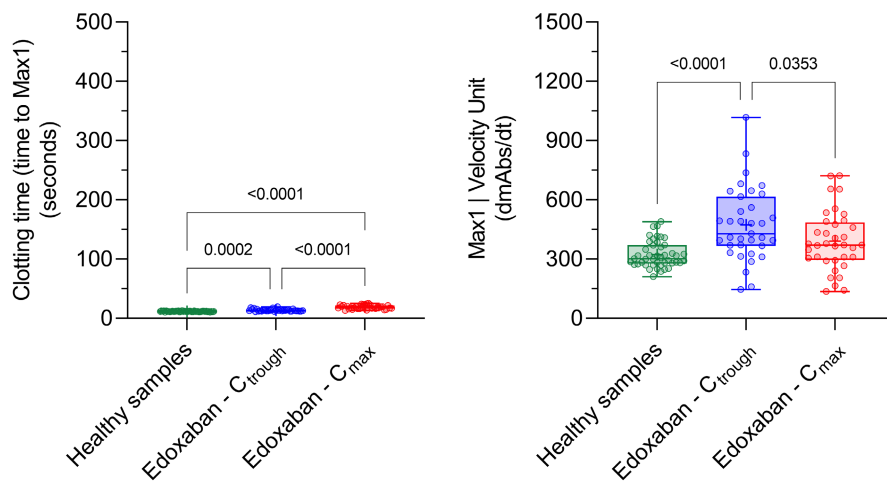 Clotting time (time to Max1)
(seconds)
500
400
300
200
100
0
<0.0001
0.0002
<0.0001
Healthy samples
Edoxaban - Ctrough
Edoxaban - Cmax
Max1 | Velocity Unit
(dmAbs/dt)
1500
1200
900
600
300
0
<0.0001
0.0353
Healthy samples
Edoxaban - Ctrough
Edoxaban - Cmax